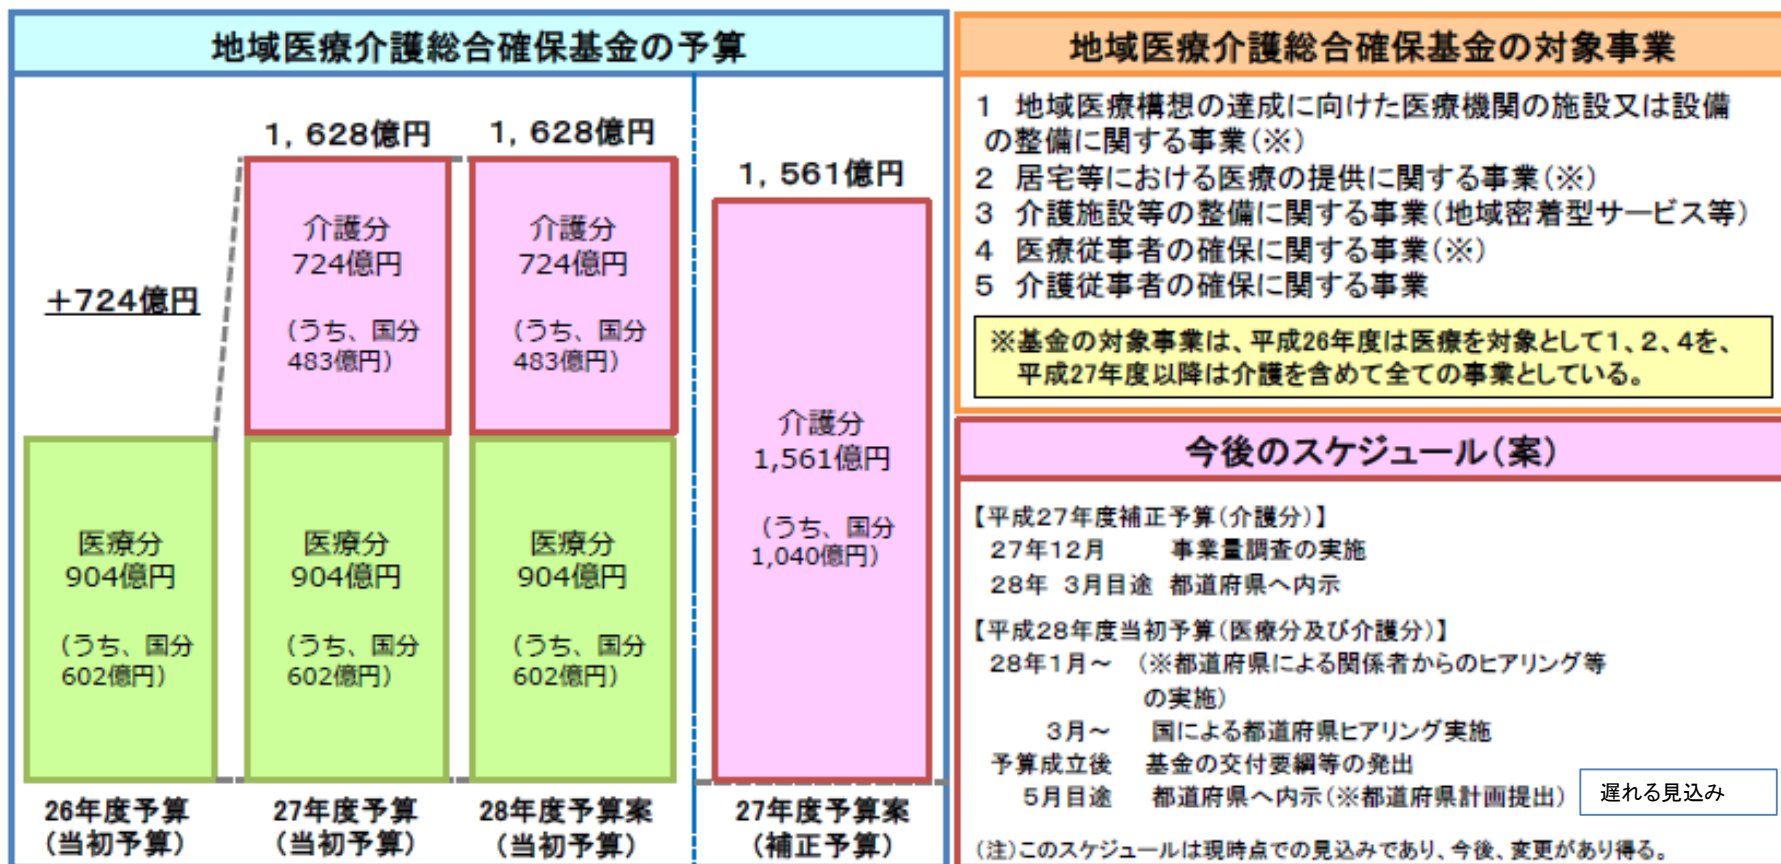 地域医療介護総合確保基金の予算
1,628億円
1,628億円
1,561億円
+724億円
介護分
724億円
(うち、国分
483億円)
介護分
724億円
(うち、国分
483億円)
介護分
1,561億円
(うち、国分
1,040億円)
医療分
904億円
(うち、国分
602億円)
医療分
904億円
(うち、国分
602億円)
医療分
904億円
(うち、国分
602億円)
26年度予算
(当初予算)
27年度予算
(当初予算)
28年度予算案
(当初予算)
27年度予算案
(補正予算)
地域医療介護総合確保基金の対象事業
1 地域医療構想の達成に向けた医療機関の施設又は設備
の整備に関する事業(※)
2 居宅等における医療の提供に関する事業(※)
3 介護施設等の整備に関する事業(地域密着型サービス等)
4 医療従事者の確保に関する事業(※)
5 介護従事者の確保に関する事業
※基金の対象事業は、平成26年度は医療を対象として1、2、4を、
平成27年度以降は介護を含めて全ての事業としている。
今後のスケジュール(案)
【平成27年度補正予算(介護分)】
27年12月 事業量調査の実施
28年 3月目途 都道府県へ内示
【平成28年度当初予算(医療分及び介護分)】
28年1月～ (※都道府県による関係者からのヒアリング等
の実施)
3月～ 国による都道府県ヒアリング実施
予算成立後 基金の交付要綱等の発出
5月目途 都道府県へ内示(※都道府県計画提出)
遅れる見込み
(注)このスケジュールは現時点での見込みであり、今後、変更があり得る。